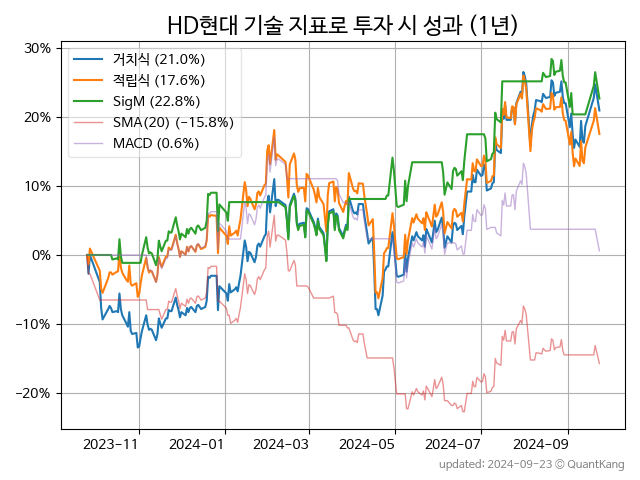 HD현대 기술 지표로 투자 시 성과 (1년)
30%
20%
10%
0%
−10%
−20%
거치식 (21.0%)
적립식 (17.6%)
SigM (22.8%)
SMA(20) (−15.8%)
MACD (0.6%)
2023-11
2024-01
2024-03
2024-05
2024-07
2024-09
updated: 2024-09-23 © QuantKang